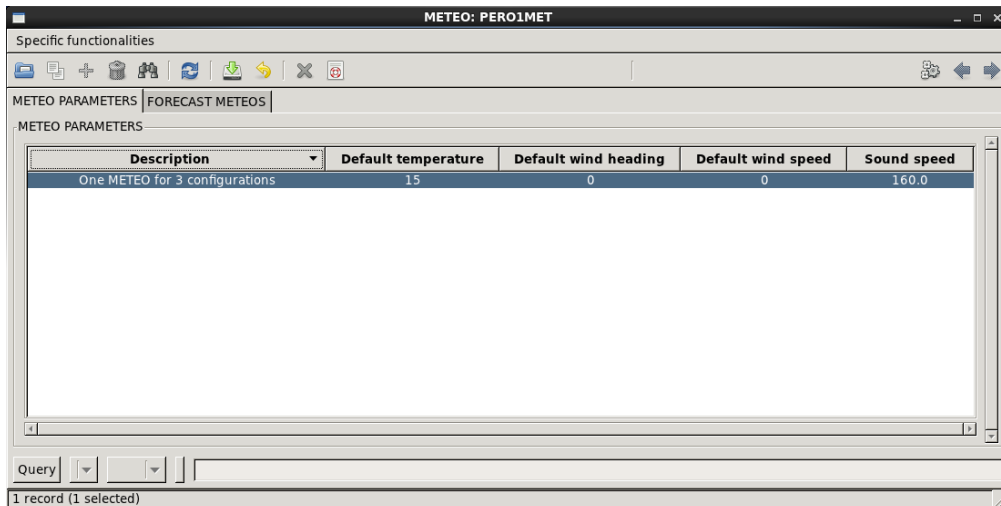 METEO: PERO1MET
Specific functionalities
METEO PARAMETERS FORECAST METEOS
METEO PARAMETERS
Description Default temperature Default wind heading Default wind speed Sound speed
One METEO for 3 configurations 15 0 0 160.0
Query
1 record (1 selected)